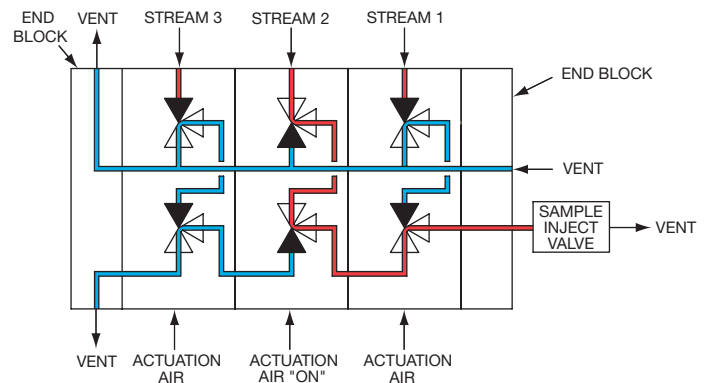 END
BLOCK
VENT
STREAM 3
STREAM 2
STREAM 1
END BLOCK
VENT
SAMPLE
INJECT
VALVE
VENT
VENT
ACTUATION
AIR
ACTUATION
AIR "ON"
ACTUATION
AIR